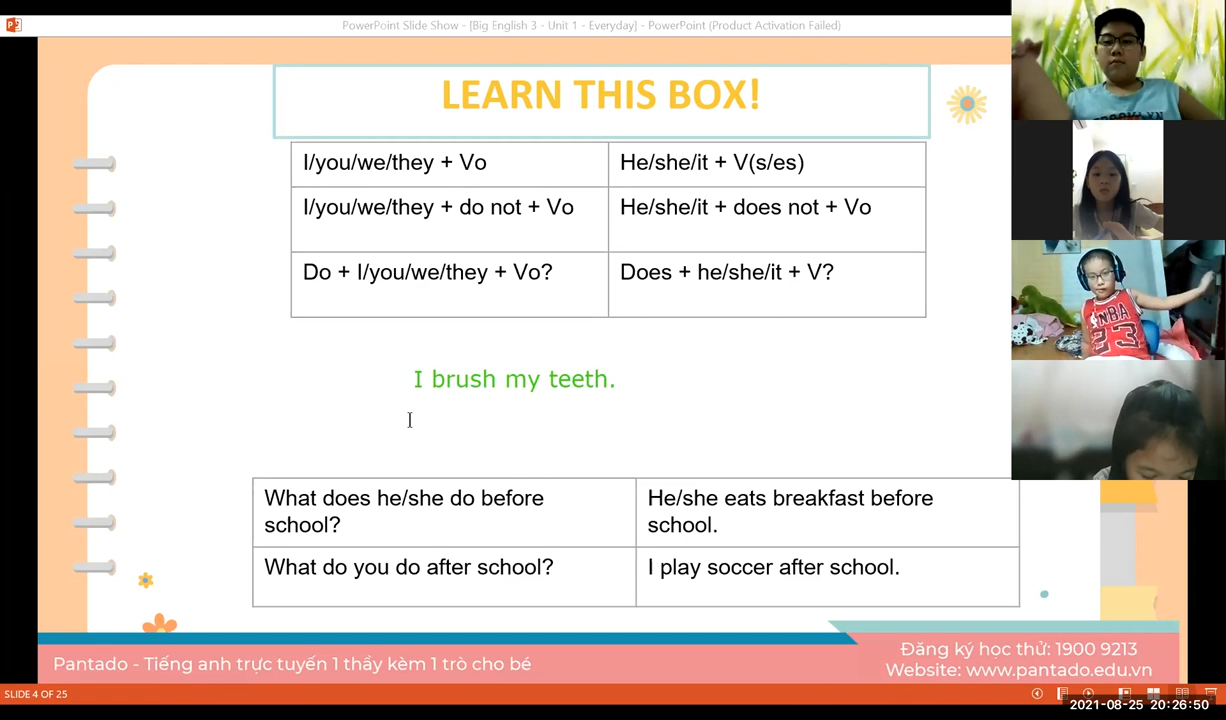 PowerPoint Slide Show - [Big English 3 - Unit 1 - Everyday] - PowerPoint (Product Activation Failed)
LEARN THIS BOX!
I/you/we/they + Vo
He/she/it + V(s/es)
I/you/we/they + do not + Vo
He/she/it + does not + Vo
Do + I/you/we/they + Vo?
Does + he/she/it + V?
I brush my teeth.
What does he/she do before
school?
He/she eats breakfast before
school.
What do you do after school?
I play soccer after school.
Pantado - Tiếng anh trực tuyến 1 thầy kèm 1 trò cho bé
Đăng ký học thử: 1900 9213
Website: www.pantado.edu.vn
SLIDE 4 OF 25
2021-08-25 20:26:50
NBA
23